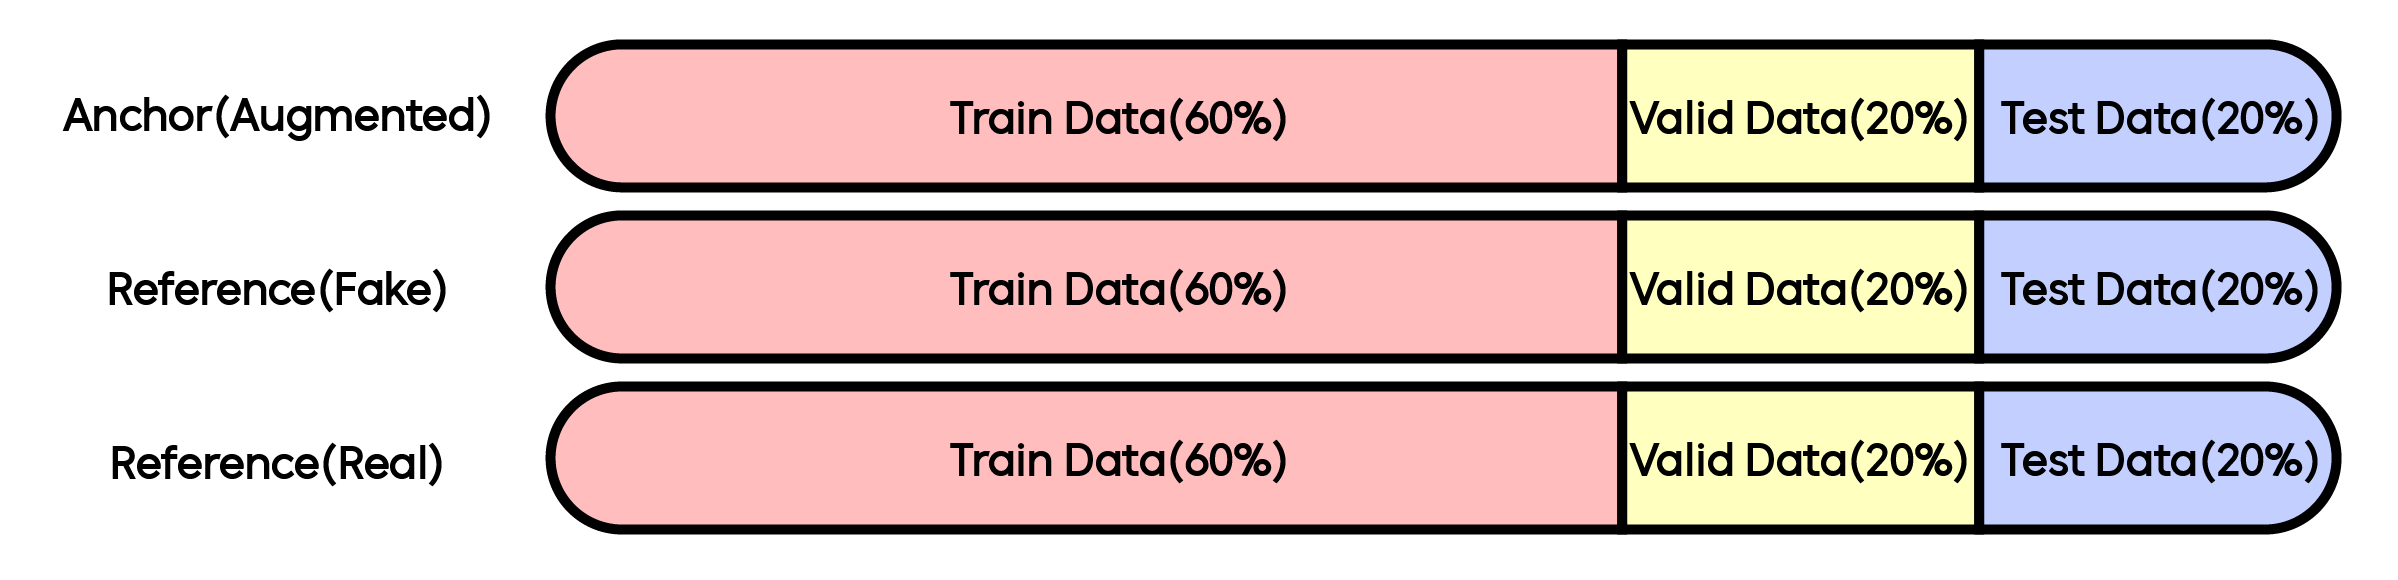 Anchor(Augmented) Train Data(60%) Valid Data(20%) Test Data(20%)
Reference(Fake) Train Data(60%) Valid Data(20%) Test Data(20%)
Reference(Real) Train Data(60%) Valid Data(20%) Test Data(20%)